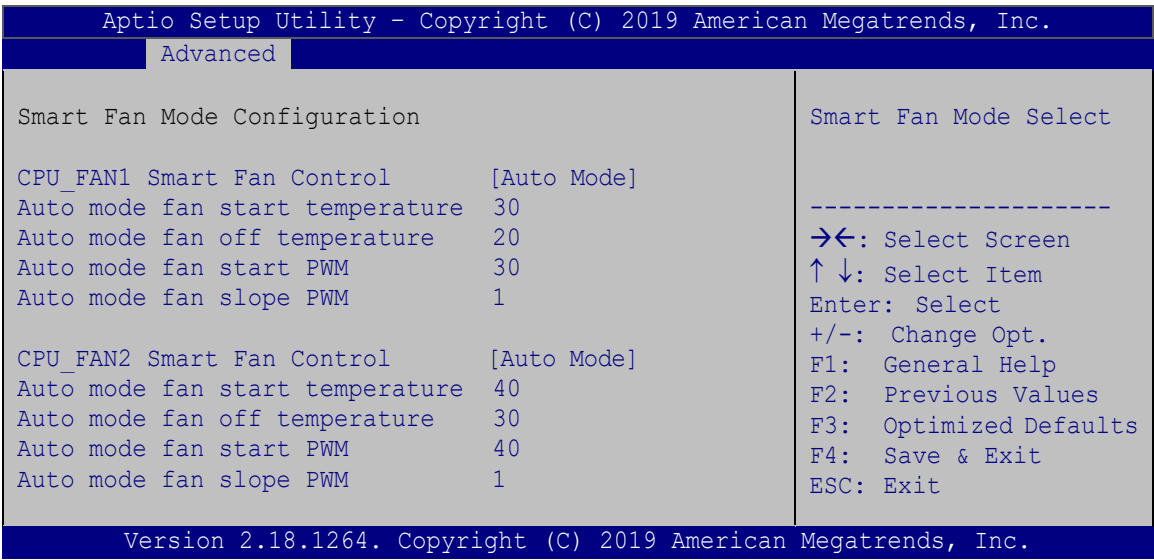 Aptio Setup Utility – Copyright (C) 2019 American Megatrends, Inc.
Advanced
Smart Fan Mode Configuration
CPU_FAN1 Smart Fan Control [Auto Mode]
Auto mode fan start temperature 30
Auto mode fan off temperature 20
Auto mode fan start PWM 30
Auto mode fan slope PWM 1
CPU_FAN2 Smart Fan Control [Auto Mode]
Auto mode fan start temperature 40
Auto mode fan off temperature 30
Auto mode fan start PWM 40
Auto mode fan slope PWM 1
Smart Fan Mode Select
---------------------
→←: Select Screen
↑ ↓: Select Item
Enter: Select
+/-: Change Opt.
F1: General Help
F2: Previous Values
F3: Optimized Defaults
F4: Save & Exit
ESC: Exit
Version 2.18.1264. Copyright (C) 2019 American Megatrends, Inc.